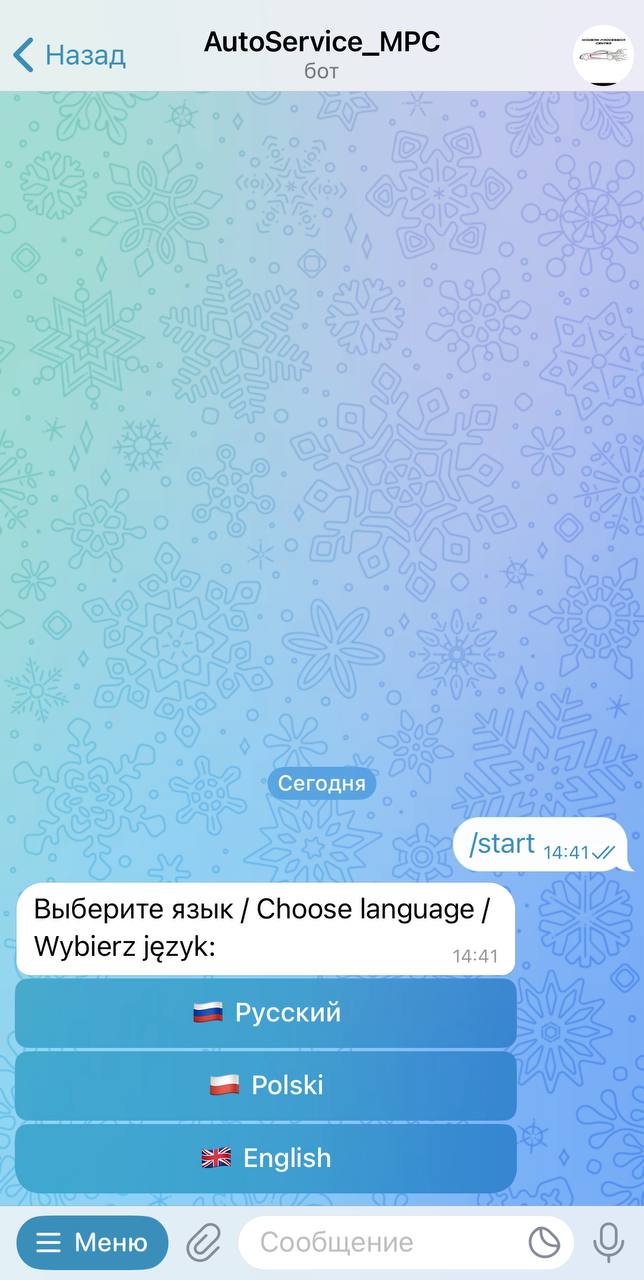 Назад
AutoService_MPC
бот
Сегодня
/start 14:41
Выберите язык / Choose language /
Wybierz język:
14:41
Русский
Polski
English
Меню
Сообщение